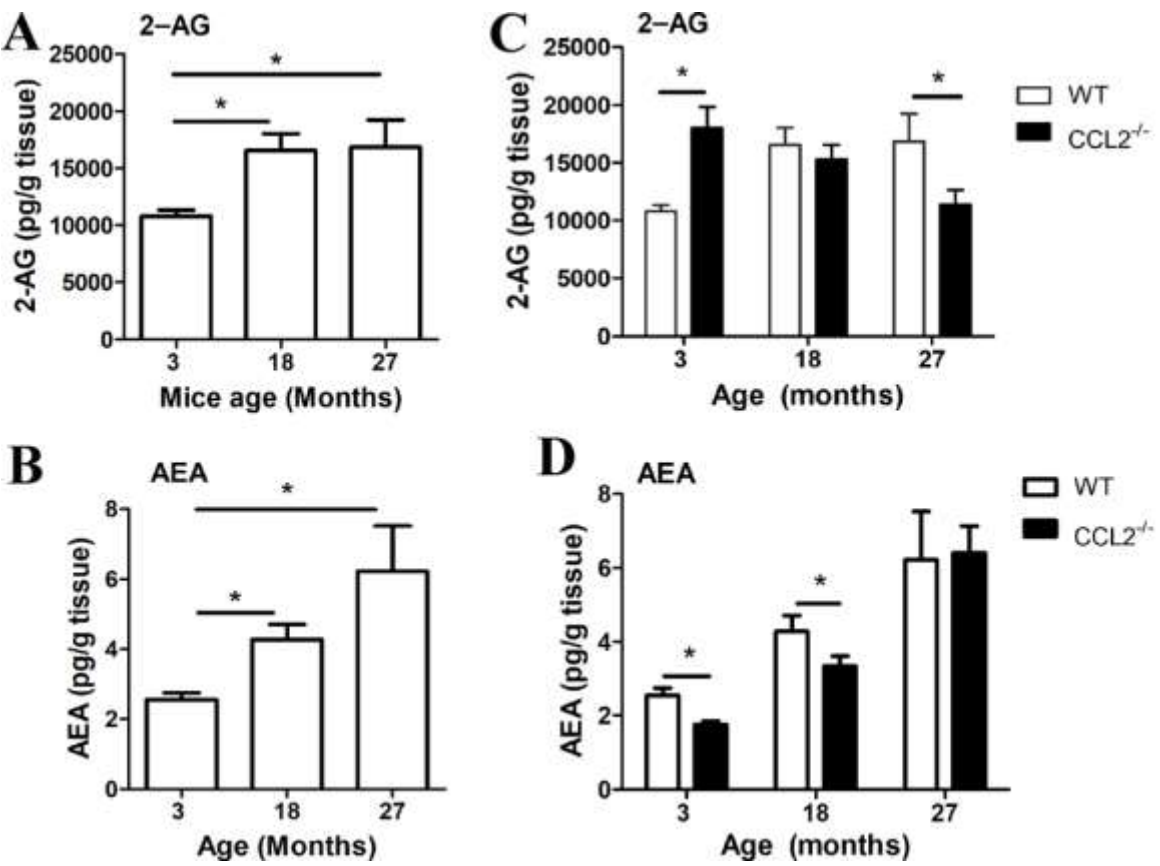 A
2–AG
2-AG (pg/g tissue)
25000
20000
15000
10000
5000
0
*
*
3 18 27
Mice age (Months)
C
2–AG
2-AG (pg/g tissue)
25000
20000
15000
10000
5000
0
*
*
3 18 27
Age (months)
WT
CCL2-/-
B
AEA
AEA (pg/g tissue)
8
6
4
2
0
*
*
3 18 27
Age (Months)
D
AEA
AEA (pg/g tissue)
8
6
4
2
0
*
*
3 18 27
Age (months)
WT
CCL2-/-